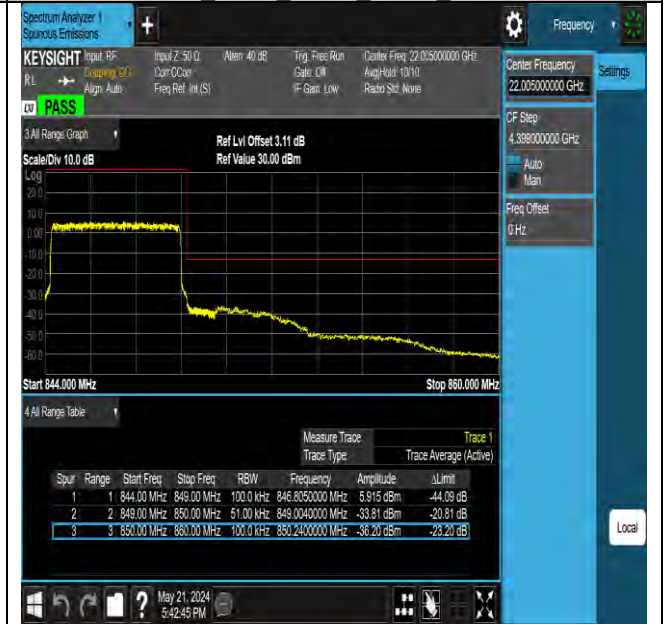 Spectrum Analyzer 1
Spurious Emissions
Frequency
KEYSIGHT
Input: RF
Input Z: 50 Ω
Atten: 40 dB
Trig: Free Run
Center Freq: 22.005000000 GHz
RL
Coupling: DC
Corr CCorr
Gate: Off
Avg|Hold: 10/10
Align: Auto
Freq Ref: Int (S)
IF Gain: Low
Radio Std: None
PASS
Center Frequency
22.005000000 GHz
Settings
CF Step
4.398000000 GHz
Auto
Man
Freq Offset
0 Hz
3 All Range Graph
Ref Lvl Offset 3.11 dB
Scale/Div 10.0 dB
Ref Value 30.00 dBm
Log
20.0
10.0
0.00
-10.0
-20.0
-30.0
-40.0
-50.0
-60.0
Start 844.000 MHz
Stop 860.000 MHz
4 All Range Table
Measure Trace Trace 1
Trace Type Trace Average (Active)
Spur Range Start Freq Stop Freq RBW Frequency Amplitude ΔLimit
1 1 844.00 MHz 849.00 MHz 100.0 kHz 846.8050000 MHz 5.915 dBm -44.09 dB
2 2 849.00 MHz 850.00 MHz 51.00 kHz 849.0040000 MHz -33.81 dBm -20.81 dB
3 3 850.00 MHz 860.00 MHz 100.0 kHz 850.2400000 MHz -36.20 dBm -23.20 dB
Local
May 21, 2024
5:42:45 PM